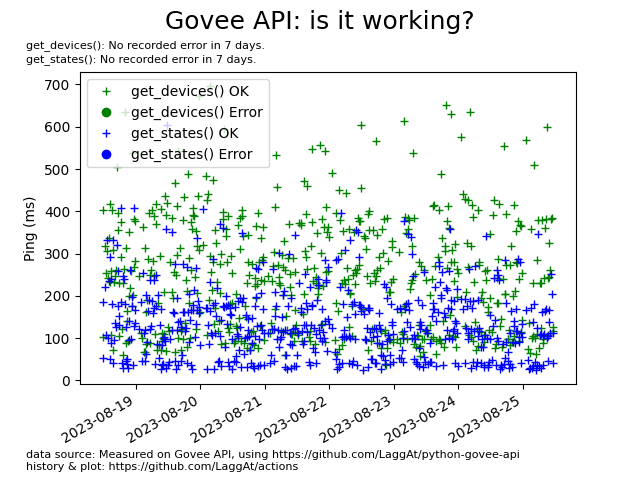 Govee API: is it working?
get_devices(): No recorded error in 7 days.
get_states(): No recorded error in 7 days.
700
600
500
400
300
200
100
0
Ping (ms)
get_devices() OK
get_devices() Error
get_states() OK
get_states() Error
2023-08-19
2023-08-20
2023-08-21
2023-08-22
2023-08-23
2023-08-24
2023-08-25
data source: Measured on Govee API, using https://github.com/LaggAt/python-govee-api
history & plot: https://github.com/LaggAt/actions